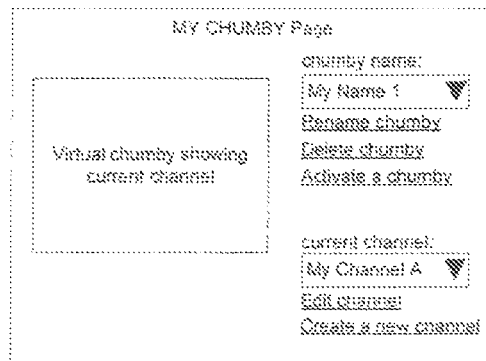 MY CHUMBY Page
Virtual chumby showing
current channel
chumby name:
My Name 1
Rename chumby
Delete chumby
Activate a chumby
current channel:
My Channel A
Edit channel
Create a new channel